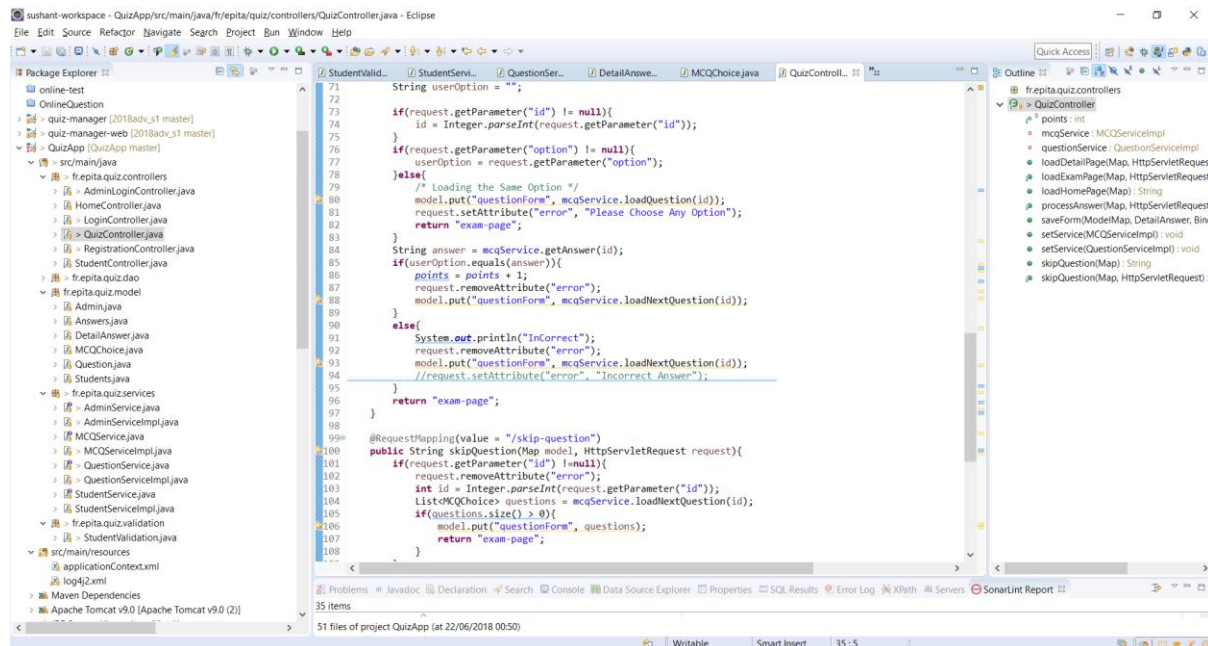 sushant-workspace - QuizApp/src/main/java/fr/epita/quiz/controllers/QuizController.java - Eclipse
File Edit Source Refactor Navigate Search Project Run Window Help
Quick Access
Package Explorer
online-test
OnlineQuestion
> quiz-manager [2018adv_s1 master]
> quiz-manager-web [2018adv_s1 master]
> QuizApp [QuizApp master]
> src/main/java
> fr.epita.quiz.controllers
> AdminLoginController.java
HomeController.java
> LoginController.java
> QuizController.java
> RegistrationController.java
StudentController.java
> fr.epita.quiz.dao
fr.epita.quiz.model
Admin.java
Answers.java
DetailAnswer.java
MCQChoice.java
Question.java
Students.java
> fr.epita.quiz.services
> AdminService.java
> AdminServiceImpl.java
MCQService.java
> MCQServiceImpl.java
> QuestionService.java
> QuestionServiceImpl.java
StudentService.java
StudentServiceImpl.java
> fr.epita.quiz.validation
> StudentValidation.java
src/main/resources
applicationContext.xml
log4j2.xml
Maven Dependencies
Apache Tomcat v9.0 [Apache Tomcat v9.0 (2)]
StudentValid... StudentServi... QuestionSer... DetailAnswe... MCQChoice.java QuizControll... »32
71 String userOption = "";
72
73 if(request.getParameter("id") != null){
74 id = Integer.parseInt(request.getParameter("id"));
75 }
76 if(request.getParameter("option") != null){
77 userOption = request.getParameter("option");
78 }else{
79 /* Loading the Same Option */
80 model.put("questionForm", mcqService.loadQuestion(id));
81 request.setAttribute("error", "Please Choose Any Option");
82 return "exam-page";
83 }
84 String answer = mcqService.getAnswer(id);
85 if(userOption.equals(answer)){
86 points = points + 1;
87 request.removeAttribute("error");
88 model.put("questionForm", mcqService.loadNextQuestion(id));
89 }
90 else{
91 System.out.println("InCorrect");
92 request.removeAttribute("error");
93 model.put("questionForm", mcqService.loadNextQuestion(id));
94 //request.setAttribute("error", "Incorrect Answer");
95 }
96 return "exam-page";
97 }
98
99 @RequestMapping(value = "/skip-question")
100 public String skipQuestion(Map model, HttpServletRequest request){
101 if(request.getParameter("id") !=null){
102 request.removeAttribute("error");
103 int id = Integer.parseInt(request.getParameter("id"));
104 List<MCQChoice> questions = mcqService.loadNextQuestion(id);
105 if(questions.size() > 0){
106 model.put("questionForm", questions);
107 return "exam-page";
108 }
Outline
fr.epita.quiz.controllers
> QuizController
points : int
mcqService : MCQServiceImpl
questionService : QuestionServiceImpl
loadDetailPage(Map, HttpServletReques
loadExamPage(Map, HttpServletRequest
loadHomePage(Map) : String
processAnswer(Map, HttpServletReques
saveForm(ModelMap, DetailAnswer, Bin
setService(MCQServiceImpl) : void
setService(QuestionServiceImpl) : void
skipQuestion(Map) : String
skipQuestion(Map, HttpServletRequest) :
Problems Javadoc Declaration Search Console Data Source Explorer Properties SQL Results Error Log XPath Servers SonarLint Report
35 items
51 files of project QuizApp (at 22/06/2018 00:50)
Writable Smart Insert 35 : 5